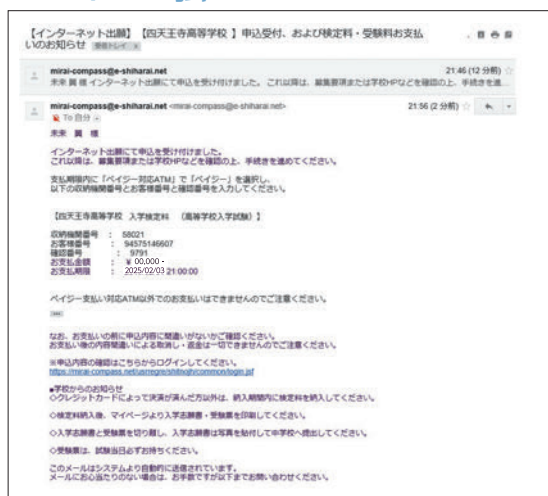 【インターネット出願】【四天王寺高等学校 】申込受付、および検定料・受験料お支払
いのお知らせ 受信トレイ x
mirai-compass@e-shiharai.net 21:46 (12 分前)
未来 翼 様 インターネット出願にて申込を受け付けました。 これ以降は、募集要項または学校HPなどを確認の上、手続きを進...
mirai-compass@e-shiharai.net <mirai-compass@e-shiharai.net> 21:56 (2 分前)
To 自分
未来 翼 様
インターネット出願にて申込を受け付けました。
これ以降は、募集要項または学校HPなどを確認の上、手続きを進めてください。
支払期限内に「ペイジー対応ATM」で「ペイジー」を選択し、
以下の収納機関番号とお客様番号と確認番号を入力してください。
【四天王寺高等学校 入学検定料 （高等学校入学試験）】
収納機関番号 : 58021
お客様番号 : 94575146607
確認番号 : 9791
お支払金額 : ￥ 00,000 -
お支払期限 : 2025/02/03 21:00:00
ペイジー支払い対応ATM以外でのお支払いはできませんのでご注意ください。
なお、お支払いの前に申込内容に間違いがないかご確認ください。
お支払い後の内容間違いによる取消し・返金は一切できませんのでご注意ください。
※申込内容の確認はこちらからログインしてください。
https://mirai-compass.net/usr/regre/shitnojh/common/login.jsf
■学校からのお知らせ
◇クレジットカードによって決済が済んだ方以外は、納入期間内に検定料を納入してください。
◇検定料納入後、マイページより入学志願書・受験票を印刷してください。
◇入学志願書と受験票を切り離し、入学志願書は写真を貼付して中学校へ提出してください。
◇受験票は、試験当日必ずお持ちください。
このメールはシステムより自動的に送信されています。
メールにお心当たりのない場合は、お手数ですが以下までお問い合わせください。